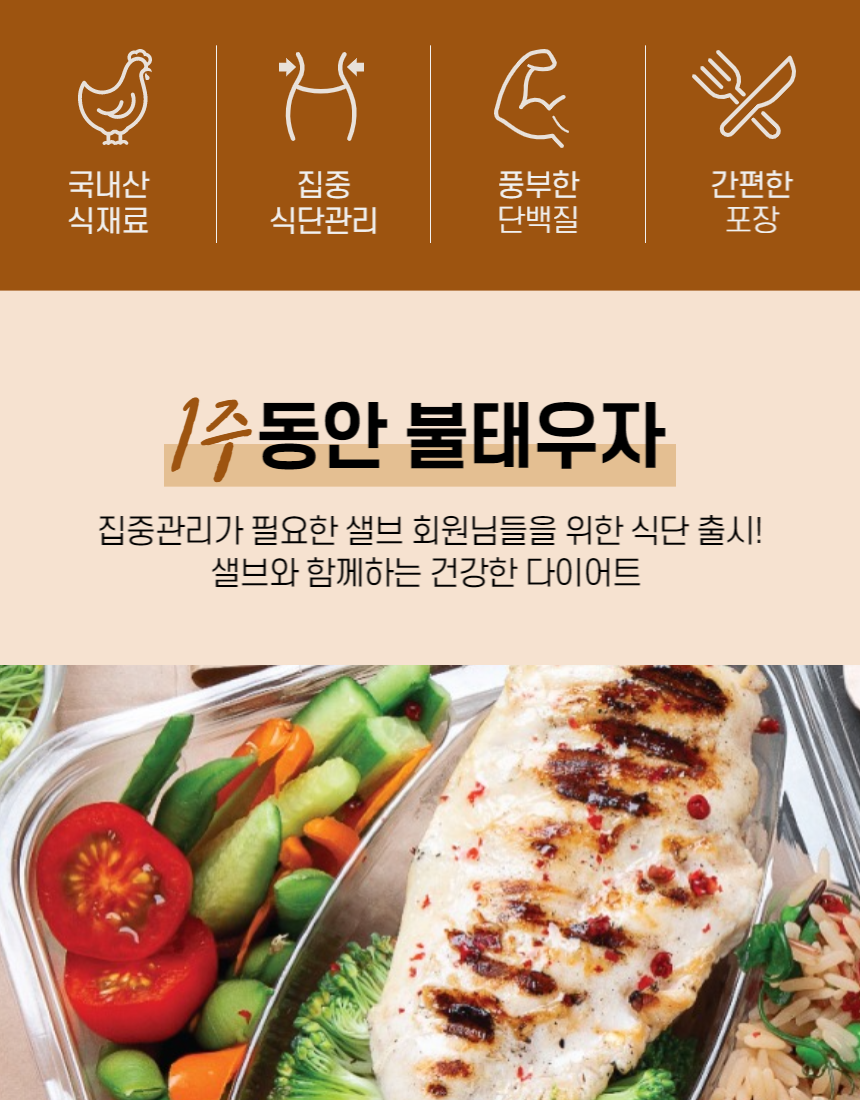 국내산
식재료
집중
식단관리
풍부한
단백질
간편한
포장
1주동안 불태우자
집중관리가 필요한 샐브 회원님들을 위한 식단 출시!
샐브와 함께하는 건강한 다이어트